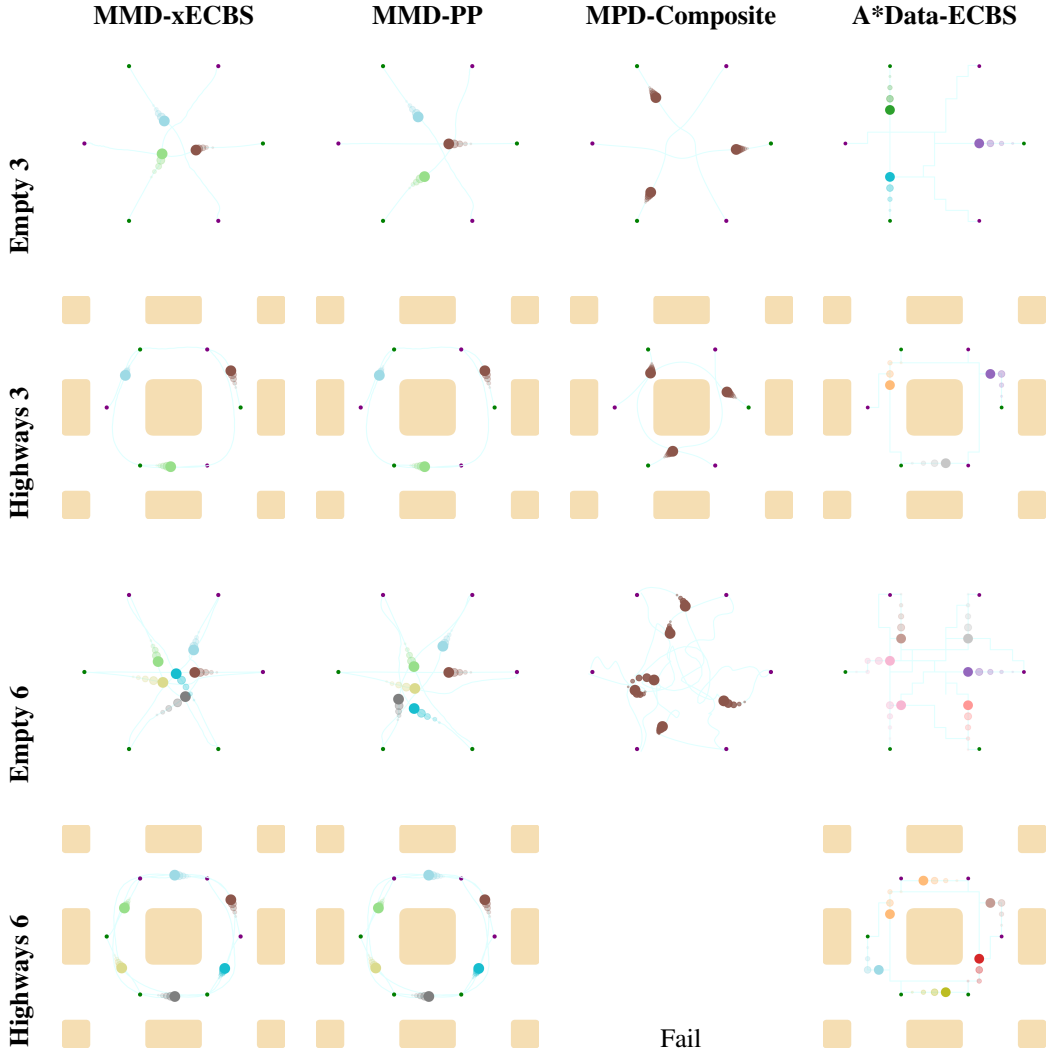 MMD-xECBS MMD-PP MPD-Composite A*Data-ECBS
Empty 3
Highways 3
Empty 6
Highways 6
Fail